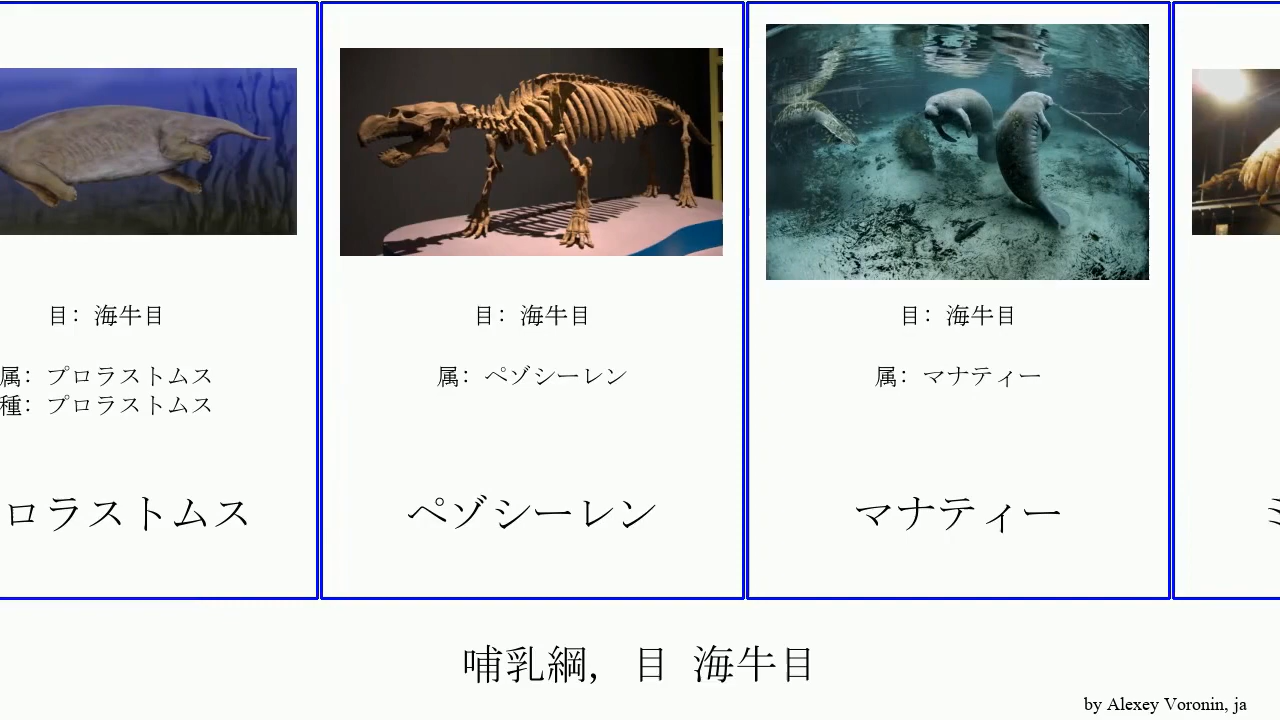 目: 海牛目
属: プロラストムス
種: プロラストムス
ロラストムス
目: 海牛目
属: ペゾシーレン
ペゾシーレン
目: 海牛目
属: マナティー
マナティー
哺乳綱, 目 海牛目
by Alexey Voronin, ja